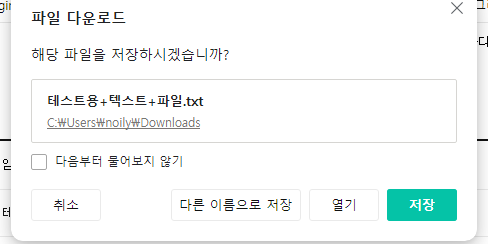 파일 다운로드
해당 파일을 저장하시겠습니까?
테스트용+텍스트+파일.txt
C:₩Users₩noily₩Downloads
다음부터 물어보지 않기
취소
다른 이름으로 저장
열기
저장